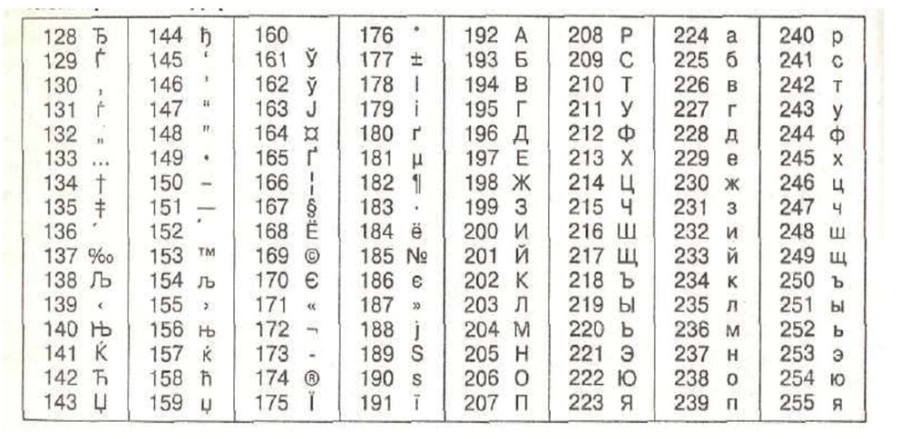 128 Ђ 144 ђ 160 176 ° 192 А 208 Р 224 а 240 р
129 Ѓ 145 ‘ 161 Ў 177 ± 193 Б 209 С 225 б 241 с
130 ‚ 146 ’ 162 ў 178 І 194 В 210 Т 226 в 242 т
131 ѓ 147 “ 163 Ј 179 і 195 Г 211 У 227 г 243 у
132 „ 148 ” 164 ¤ 180 ґ 196 Д 212 Ф 228 д 244 ф
133 … 149 • 165 Ґ 181 µ 197 Е 213 Х 229 е 245 х
134 † 150 – 166 ¦ 182 ¶ 198 Ж 214 Ц 230 ж 246 ц
135 ‡ 151 — 167 § 183 · 199 З 215 Ч 231 з 247 ч
136 ´ 152 ´ 168 Ё 184 ё 200 И 216 Ш 232 и 248 ш
137 ‰ 153 ™ 169 © 185 № 201 Й 217 Щ 233 й 249 щ
138 Љ 154 љ 170 Є 186 є 202 К 218 Ъ 234 к 250 ъ
139 ‹ 155 › 171 « 187 » 203 Л 219 Ы 235 л 251 ы
140 Њ 156 њ 172 ¬ 188 ј 204 М 220 Ь 236 м 252 ь
141 Ќ 157 ќ 173 - 189 Ѕ 205 Н 221 Э 237 н 253 э
142 Ћ 158 ћ 174 ® 190 ѕ 206 О 222 Ю 238 о 254 ю
143 Џ 159 џ 175 Ї 191 ї 207 П 223 Я 239 п 255 я